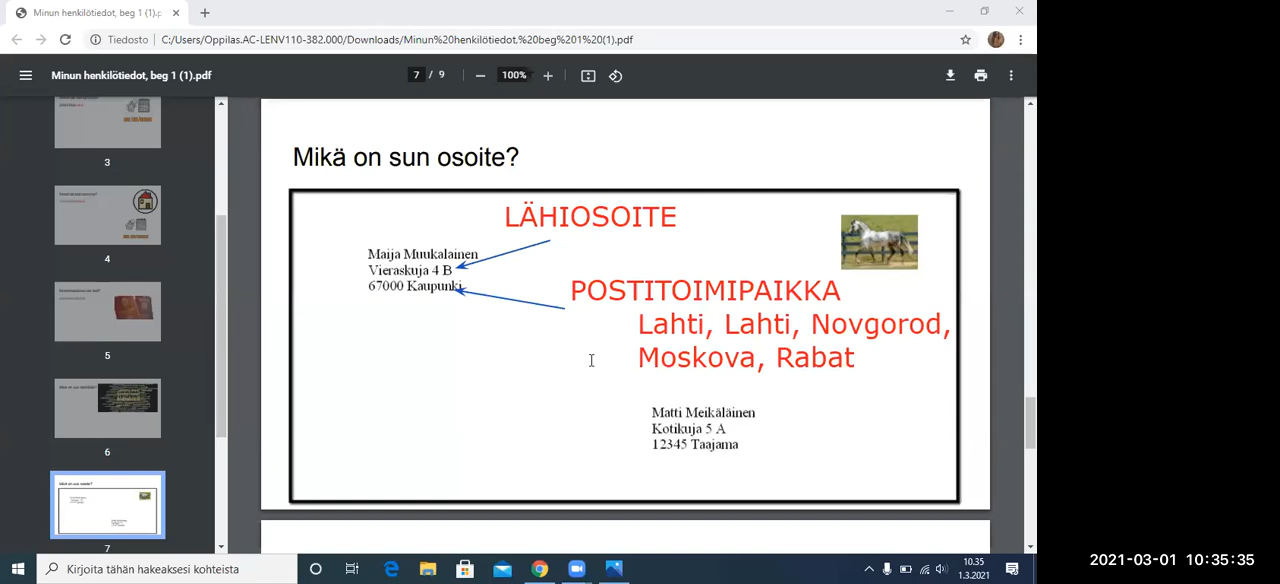 Minun henkilötiedot, beg 1 (1).p
Tiedosto C:/Users/Oppilas.AC-LENV110-382.000/Downloads/Minun%20henkilötiedot,%20beg%201%20(1).pdf
Minun henkilötiedot, beg 1 (1).pdf
7 / 9
100%
3
4
5
6
7
Mikä on sun osoite?
LÄHIOSOITE
Maija Muukalainen
Vieraskuja 4 B
67000 Kaupunki
POSTITOIMIPAIKKA
Lahti, Lahti, Novgorod,
Moskova, Rabat
Matti Meikäläinen
Kotikuja 5 A
12345 Taajama
Kirjoita tähän hakeaksesi kohteista
10.35
1.3.2021
2021-03-01 10:35:35